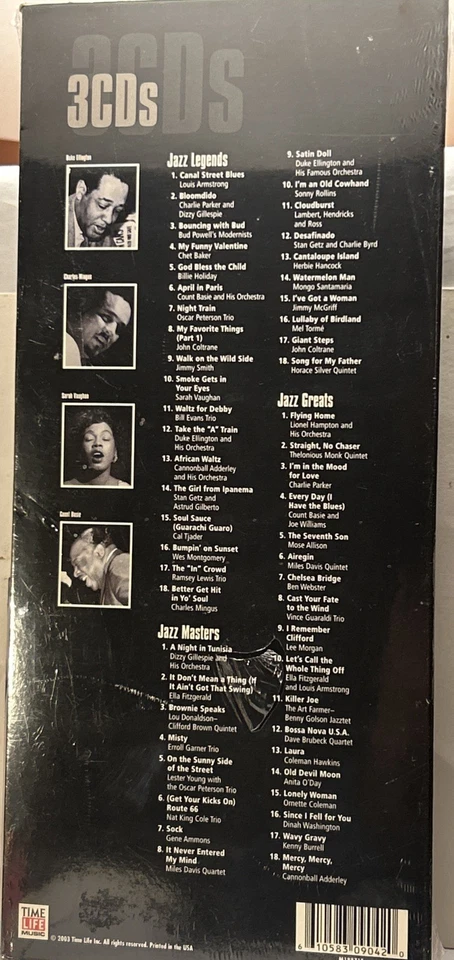 3CDs
Duke Ellington
Charles Mingus
Sarah Vaughan
Count Basie
Jazz Legends
1. Canal Street Blues
Louis Armstrong
2. Bloomdido
Charlie Parker and
Dizzy Gillespie
3. Bouncing with Bud
Bud Powell's Modernists
4. My Funny Valentine
Chet Baker
5. God Bless the Child
Billie Holiday
6. April in Paris
Count Basie and His Orchestra
7. Night Train
Oscar Peterson Trio
8. My Favorite Things
(Part 1)
John Coltrane
9. Walk on the Wild Side
Jimmy Smith
10. Smoke Gets in
Your Eyes
Sarah Vaughan
11. Waltz for Debby
Bill Evans Trio
12. Take the "A" Train
Duke Ellington and
His Orchestra
13. African Waltz
Cannonball Adderley
and His Orchestra
14. The Girl from Ipanema
Stan Getz and
Astrud Gilberto
15. Soul Sauce
(Guarachi Guaro)
Cal Tjader
16. Bumpin' on Sunset
Wes Montgomery
17. The "In" Crowd
Ramsey Lewis Trio
18. Better Get Hit
in Yo' Soul
Charles Mingus
Jazz Masters
1. A Night in Tunisia
Dizzy Gillespie and
His Orchestra
2. It Don't Mean a Thing (If
It Ain't Got That Swing)
Ella Fitzgerald
3. Brownie Speaks
Lou Donaldson–
Clifford Brown Quintet
4. Misty
Erroll Garner Trio
5. On the Sunny Side
of the Street
Lester Young with
the Oscar Peterson Trio
6. (Get Your Kicks On)
Route 66
Nat King Cole Trio
7. Sock
Gene Ammons
8. It Never Entered
My Mind
Miles Davis Quartet
9. Satin Doll
Duke Ellington and
His Famous Orchestra
10. I'm an Old Cowhand
Sonny Rollins
11. Cloudburst
Lambert, Hendricks
and Ross
12. Desafinado
Stan Getz and Charlie Byrd
13. Cantaloupe Island
Herbie Hancock
14. Watermelon Man
Mongo Santamaria
15. I've Got a Woman
Jimmy McGriff
16. Lullaby of Birdland
Mel Tormé
17. Giant Steps
John Coltrane
18. Song for My Father
Horace Silver Quintet
Jazz Greats
1. Flying Home
Lionel Hampton and
His Orchestra
2. Straight, No Chaser
Thelonious Monk Quintet
3. I'm in the Mood
for Love
Charlie Parker
4. Every Day (I
Have the Blues)
Count Basie and
Joe Williams
5. The Seventh Son
Mose Allison
6. Airegin
Miles Davis Quintet
7. Chelsea Bridge
Ben Webster
8. Cast Your Fate
to the Wind
Vince Guaraldi Trio
9. I Remember
Clifford
Lee Morgan
10. Let's Call the
Whole Thing Off
Ella Fitzgerald
and Louis Armstrong
11. Killer Joe
The Art Farmer–
Benny Golson Jazztet
12. Bossa Nova U.S.A.
Dave Brubeck Quartet
13. Laura
Coleman Hawkins
14. Old Devil Moon
Anita O'Day
15. Lonely Woman
Ornette Coleman
16. Since I Fell for You
Dinah Washington
17. Wavy Gravy
Kenny Burrell
18. Mercy, Mercy,
Mercy
Cannonball Adderley
TIME
LIFE
MUSIC
© 2003 Time Life Inc. All rights reserved. Printed in the USA
6 10583 09042 0